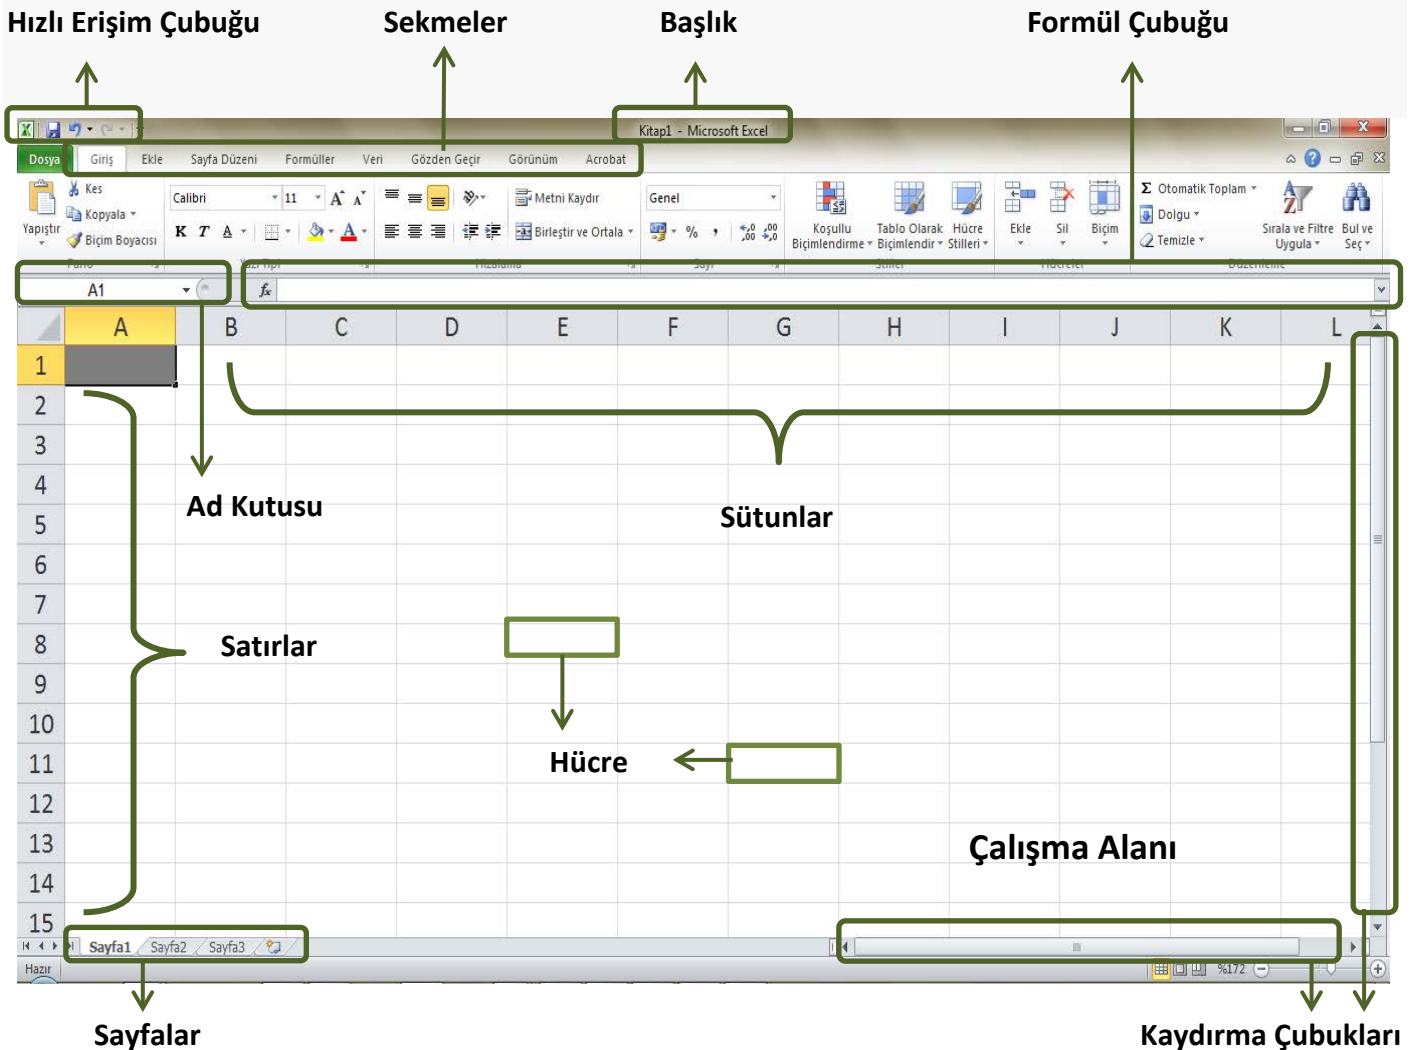 Hızlı Erişim Çubuğu Sekmeler Başlık Formül Çubuğu
Kitap1 - Microsoft Excel
Dosya Giriş Ekle Sayfa Düzeni Formüller Veri Gözden Geçir Görünüm Acrobat
Yapıştır
Kes
Kopyala
Biçim Boyacısı
Calibri 11
K T A
Metni Kaydır
Birleştir ve Ortala
Genel
%
Koşullu
Biçimlendirme
Tablo Olarak
Biçimlendir
Hücre
Stilleri
Ekle Sil Biçim
Σ Otomatik Toplam
Dolgu
Temizle
Sırala ve Filtre
Uygula
Bul ve
Seç
A1 fx
A B C D E F G H I J K L
1
2
3
4
Ad Kutusu
Sütunlar
5
6
7
8
Satırlar
9
10
11
Hücre
12
13
Çalışma Alanı
14
15
Sayfa1 Sayfa2 Sayfa3
Hazır %172
Sayfalar Kaydırma Çubukları